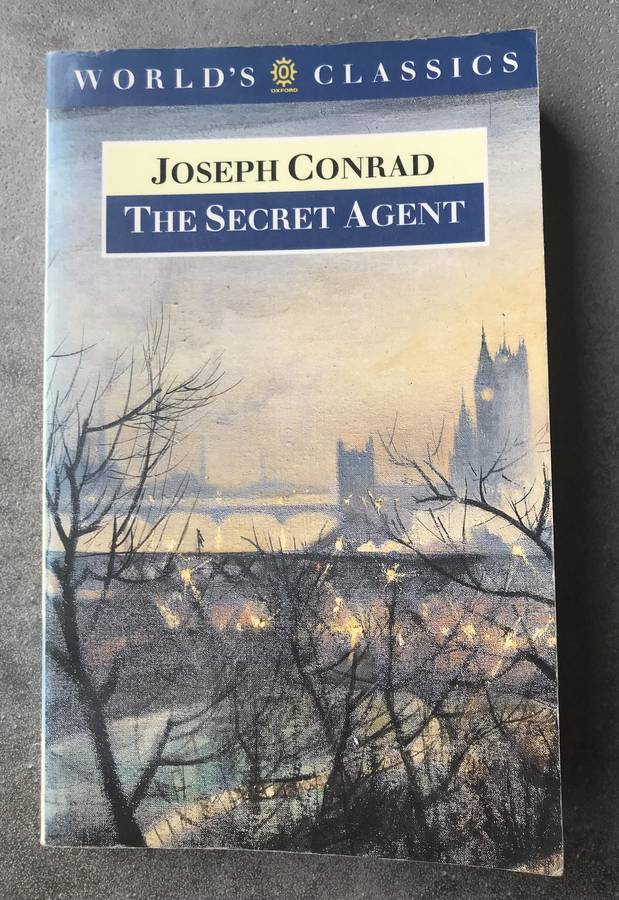 WORLD'S CLASSICS
OXFORD
JOSEPH CONRAD
THE SECRET AGENT